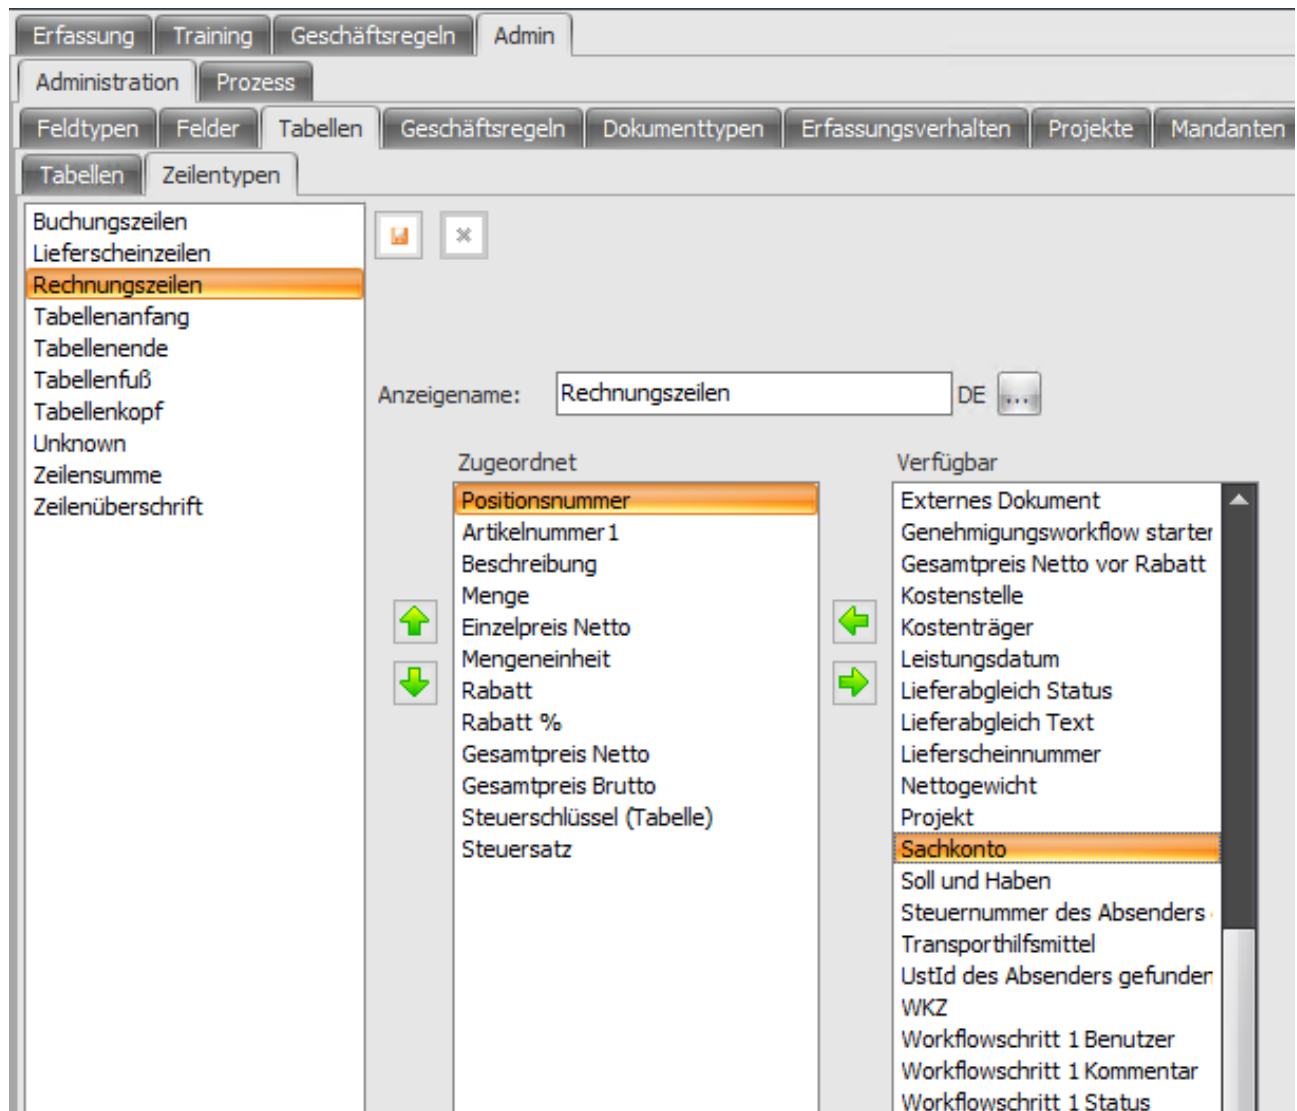 Erfassung Training Geschäftsregeln Admin
Administration Prozess
Feldtypen Felder Tabellen Geschäftsregeln Dokumenttypen Erfassungsverhalten Projekte Mandanten
Tabellen Zeilentypen
Buchungszeilen
Lieferscheinzeilen
Rechnungszeilen
Tabellenanfang
Tabellenende
Tabellenfuß
Tabellenkopf
Unknown
Zeilensumme
Zeilenüberschrift
Anzeigename: Rechnungszeilen DE ...
Zugeordnet
Positionsnummer
Artikelnummer1
Beschreibung
Menge
Einzelpreis Netto
Mengeneinheit
Rabatt
Rabatt %
Gesamtpreis Netto
Gesamtpreis Brutto
Steuerschlüssel (Tabelle)
Steuersatz
Verfügbar
Externes Dokument
Genehmigungsworkflow starten
Gesamtpreis Netto vor Rabatt
Kostenstelle
Kostenträger
Leistungsdatum
Lieferabgleich Status
Lieferabgleich Text
Lieferscheinnummer
Nettogewicht
Projekt
Sachkonto
Soll und Haben
Steuernummer des Absenders
Transporthilfsmittel
UstId des Absenders gefunden
WKZ
Workflowschritt 1 Benutzer
Workflowschritt 1 Kommentar
Workflowschritt 1 Status